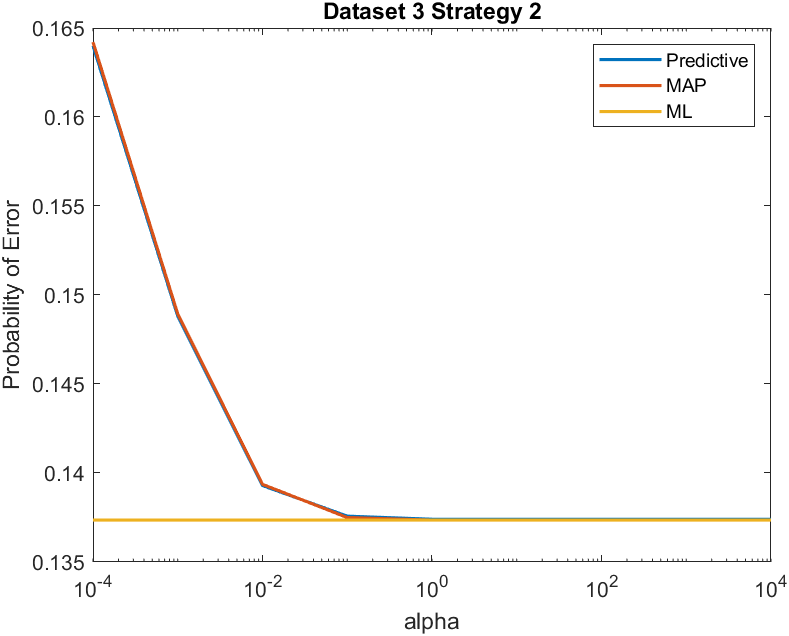 Dataset 3 Strategy 2
Probability of Error
0.165
0.16
0.155
0.15
0.145
0.14
0.135
Predictive
MAP
ML
10^-4
10^-2
10^0
10^2
10^4
alpha